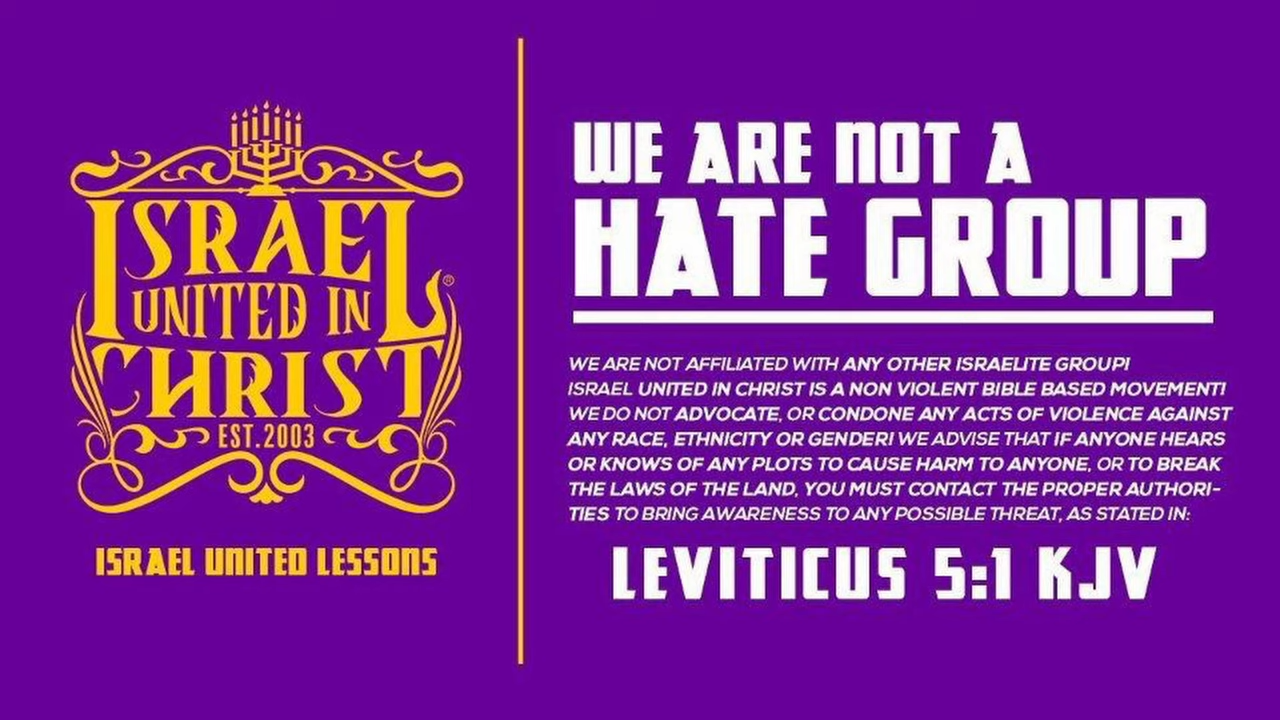 ISRAEL
UNITED IN
CHRIST
EST.2003
®
ISRAEL UNITED LESSONS
WE ARE NOT A
HATE GROUP
WE ARE NOT AFFILIATED WITH ANY OTHER ISRAELITE GROUP!
ISRAEL UNITED IN CHRIST IS A NON VIOLENT BIBLE BASED MOVEMENT!
WE DO NOT ADVOCATE, OR CONDONE ANY ACTS OF VIOLENCE AGAINST
ANY RACE, ETHNICITY OR GENDER! WE ADVISE THAT IF ANYONE HEARS
OR KNOWS OF ANY PLOTS TO CAUSE HARM TO ANYONE, OR TO BREAK
THE LAWS OF THE LAND, YOU MUST CONTACT THE PROPER AUTHORI-
TIES TO BRING AWARENESS TO ANY POSSIBLE THREAT, AS STATED IN:
LEVITICUS 5:1 KJV